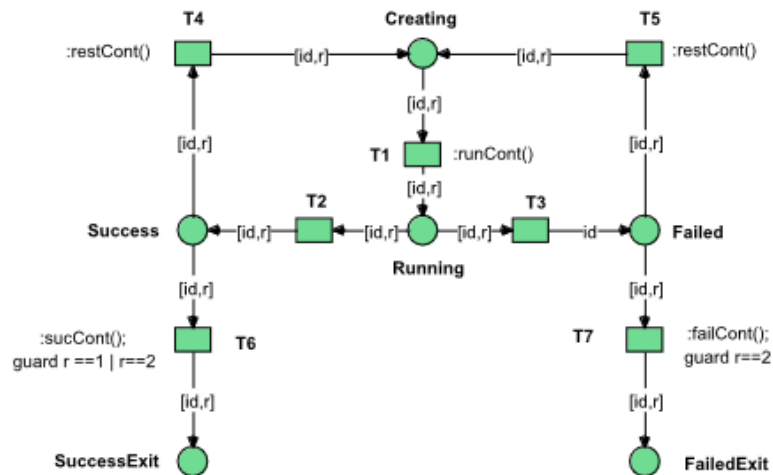 T4
Creating
T5
:restCont()
[id,r]
[id,r]
:restCont()
[id,r]
[id,r]
[id,r]
T1
:runCont()
[id,r]
T2
T3
Success
[id,r]
[id,r]
[id,r]
id
Failed
Running
[id,r]
[id,r]
:sucCont();
guard r ==1 | r==2
T6
T7
:failCont();
guard r==2
[id,r]
[id,r]
SuccessExit
FailedExit